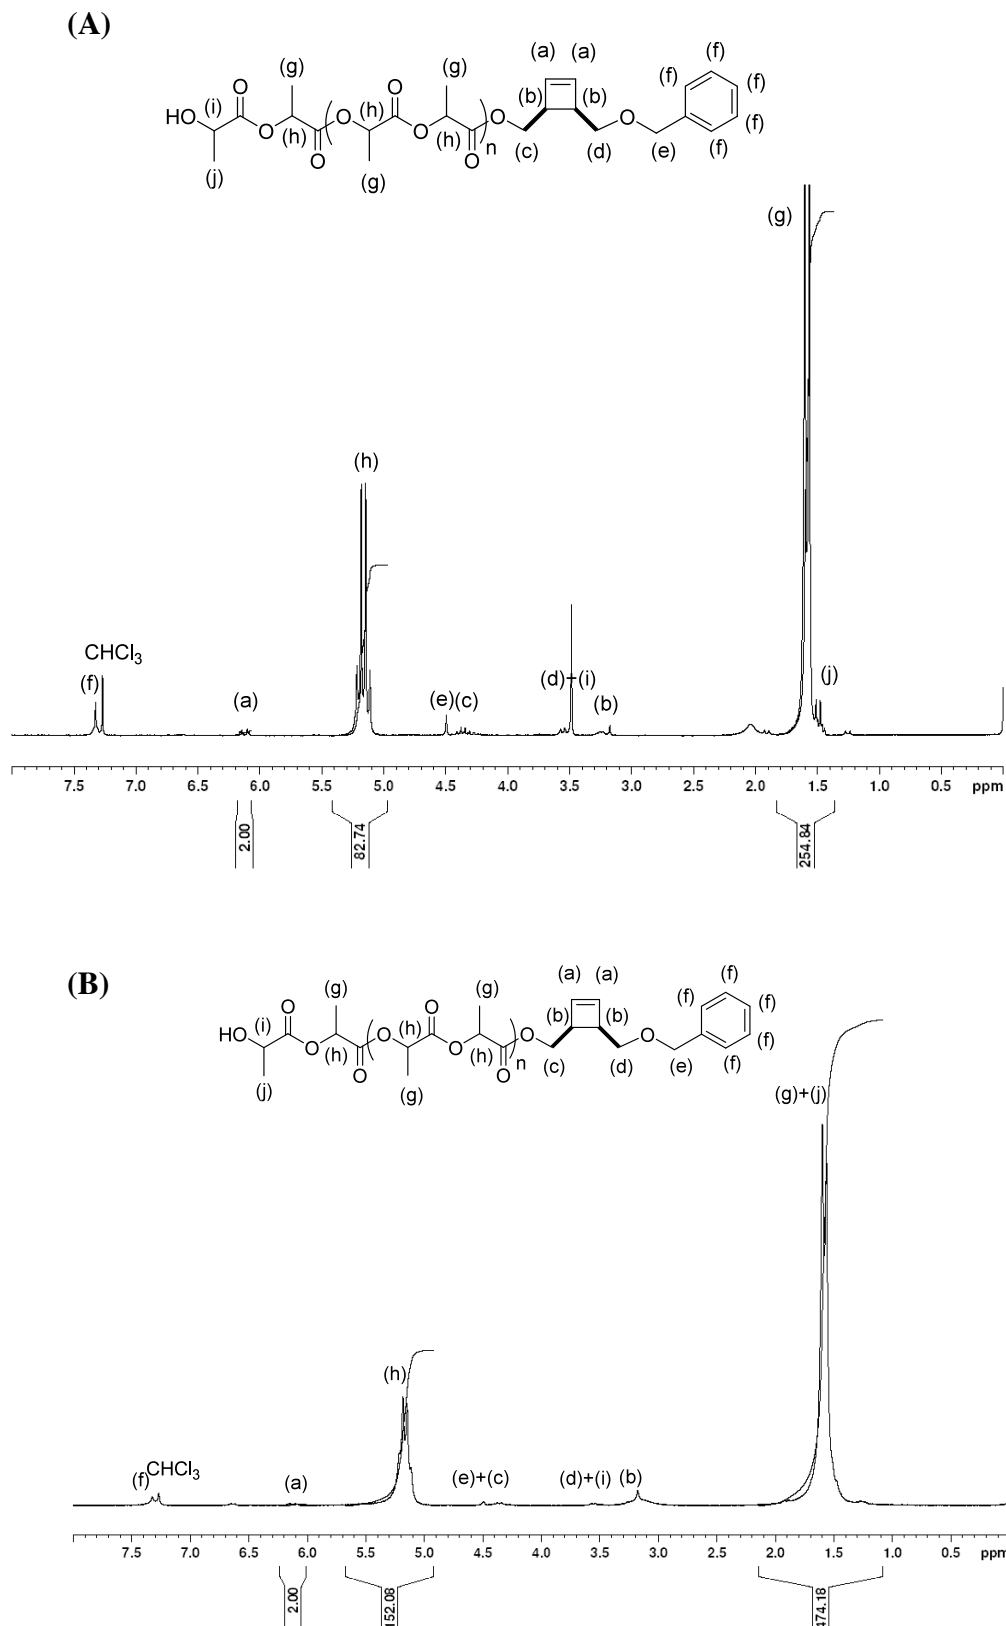 (A)
(a) (a)
(f)
(g) (g) (f) (f)
O O
(i) (h) (b) (b)
HO O O O O O
(h) (h) (f)
O O n
(j) (g) (c) (d) (e) (f)
(g)
(h)
CHCl3
(f) (a) (e) (c) (d)+(i) (b) (j)
7.5 7.0 6.5 6.0 5.5 5.0 4.5 4.0 3.5 3.0 2.5 2.0 1.5 1.0 0.5 ppm
2.00 82.74 254.84
(B)
(a) (a) (f)
(g) (g) (f) (f)
O O
(i) (h) (b) (b)
HO O O O O O
(h) (h) (f)
O O n
(j) (g) (c) (d) (e) (f)
(g)+(j)
(h)
(f) CHCl3
(a) (e)+(c) (d)+(i) (b)
7.5 7.0 6.5 6.0 5.5 5.0 4.5 4.0 3.5 3.0 2.5 2.0 1.5 1.0 0.5 ppm
2.00 152.08 474.18